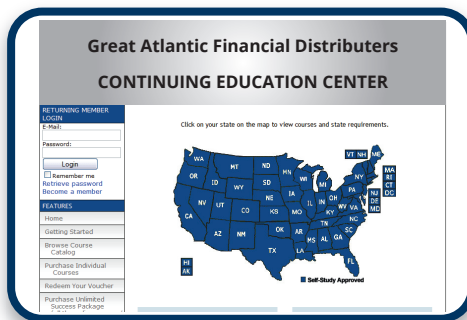 Great Atlantic Financial Distributers
CONTINUING EDUCATION CENTER
RETURNING MEMBER
LOGIN
E-Mail:
Password:
Login
Remember me
Retrieve password
Become a member
FEATURES
Home
Getting Started
Browse Course
Catalog
Purchase Individual
Courses
Redeem Your Voucher
Purchase Unlimited
Success Package
Click on your state on the map to view courses and state requirements.
WA
OR
CA
NV
ID
MT
WY
UT
AZ
CO
NM
ND
SD
NE
KS
OK
TX
MN
IA
MO
AR
LA
WI
IL
MS
MI
IN
KY
TN
AL
OH
WV
VA
NC
SC
GA
FL
PA
NY
VT NH
ME
MA
RI
CT
DC
NJ
DE
MD
HI
AK
Self-Study Approved